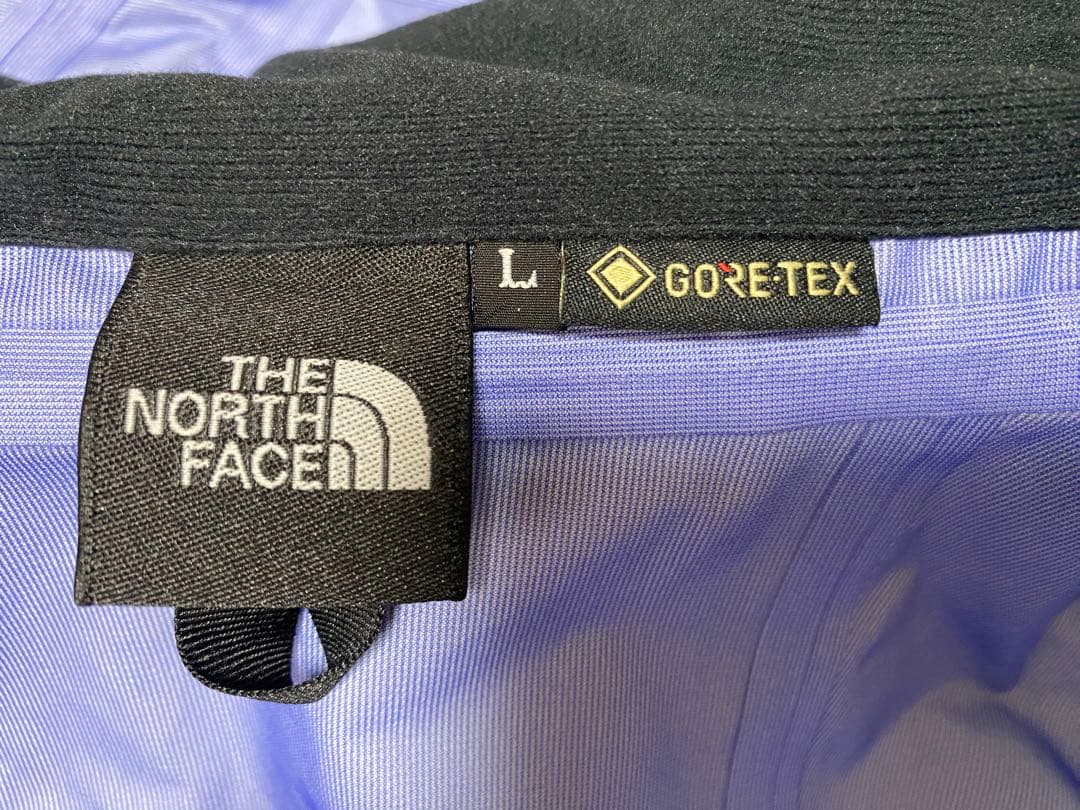 THE
NORTH
FACE
L
GORE-TEX